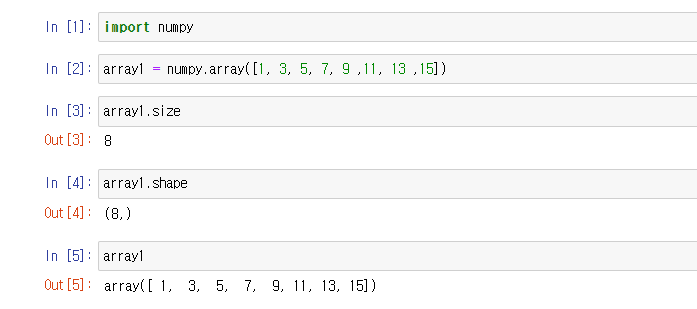 In [1]: import numpy
In [2]: array1 = numpy.array([1, 3, 5, 7, 9 ,11, 13 ,15])
In [3]: array1.size
Out[3]: 8
In [4]: array1.shape
Out[4]: (8,)
In [5]: array1
Out[5]: array([ 1,  3,  5,  7,  9, 11, 13, 15])